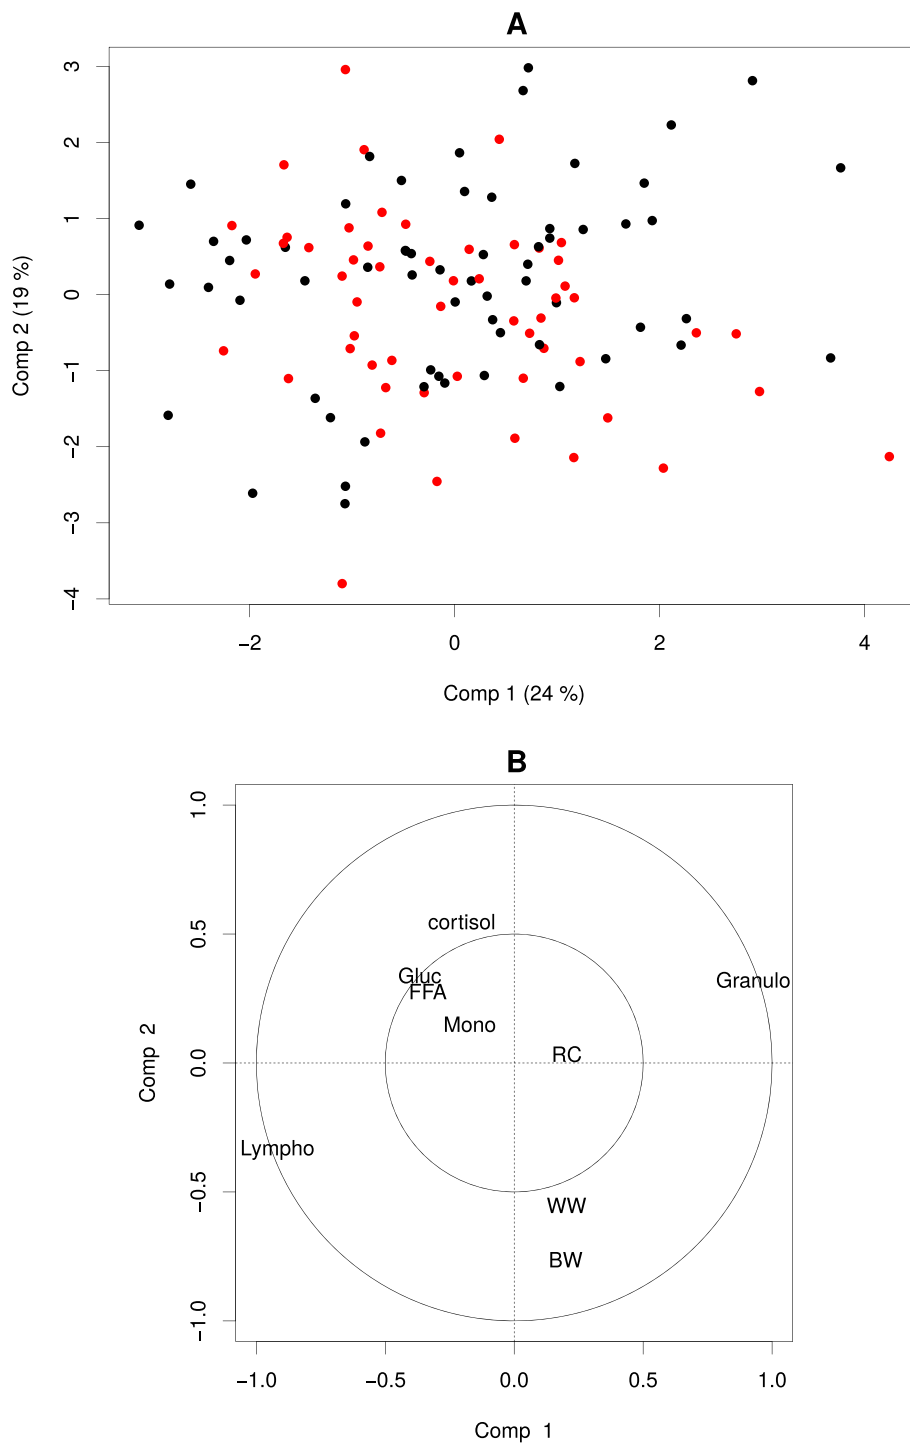 A
3
2
1
0
−1
−2
−3
−4
Comp 2 (19 %)
−2 0 2 4
Comp 1 (24 %)
B
1.0
0.5
0.0
−0.5
−1.0
Comp 2
cortisol
Gluc
FFA
Granulo
Mono
RC
Lympho
WW
BW
−1.0 −0.5 0.0 0.5 1.0
Comp 1